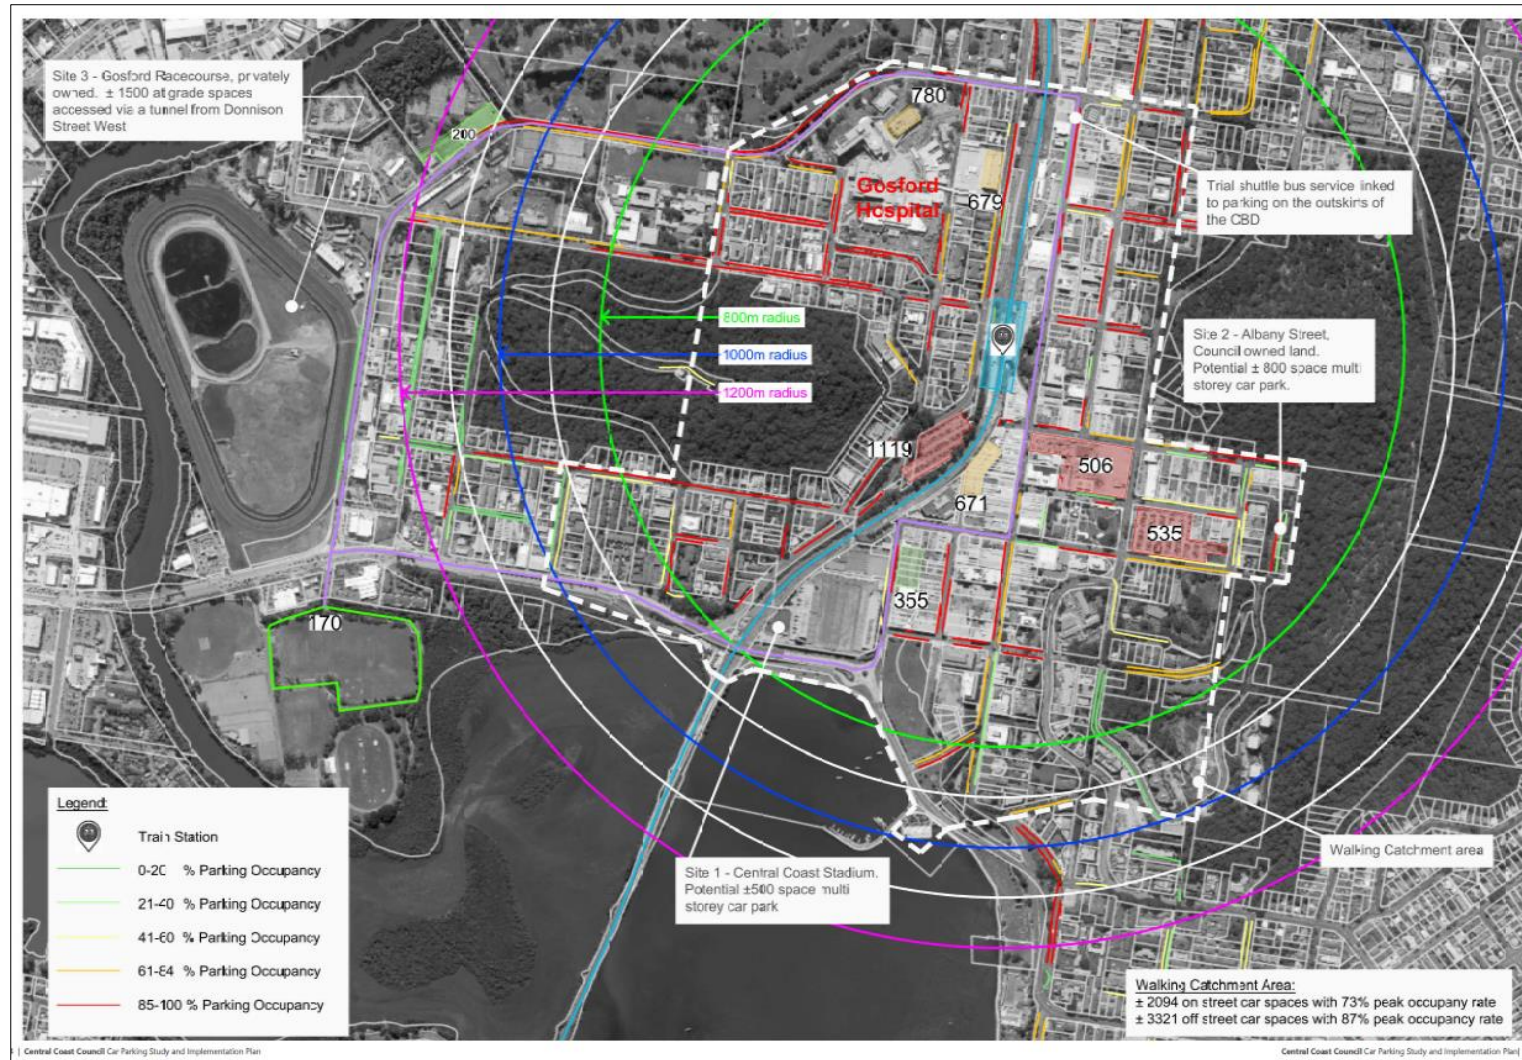 Site 3 - Gosford Racecourse, privately
owned. ± 1500 at grade spaces
accessed via a tunnel from Donnison
Street West
200
780
Gosford
Hospital
679
Trial shuttle bus service linked
to parking on the outskirts of
the CBD
800m radius
1000m radius
1200m radius
Site 2 - Albany Street,
Council owned land.
Potential ± 800 space multi
storey car park.
1119
506
671
535
355
170
Legend:
Train Station
0-20 % Parking Occupancy
21-40 % Parking Occupancy
41-60 % Parking Occupancy
61-84 % Parking Occupancy
85-100 % Parking Occupancy
Site 1 - Central Coast Stadium.
Potential ±500 space multi
storey car park
Walking Catchment area
Walking Catchment Area:
± 2094 on street car spaces with 73% peak occupany rate
± 3321 off street car spaces with 87% peak occupancy rate
| Central Coast Council Car Parking Study and Implementation Plan
Central Coast Council Car Parking Study and Implementation Plan|